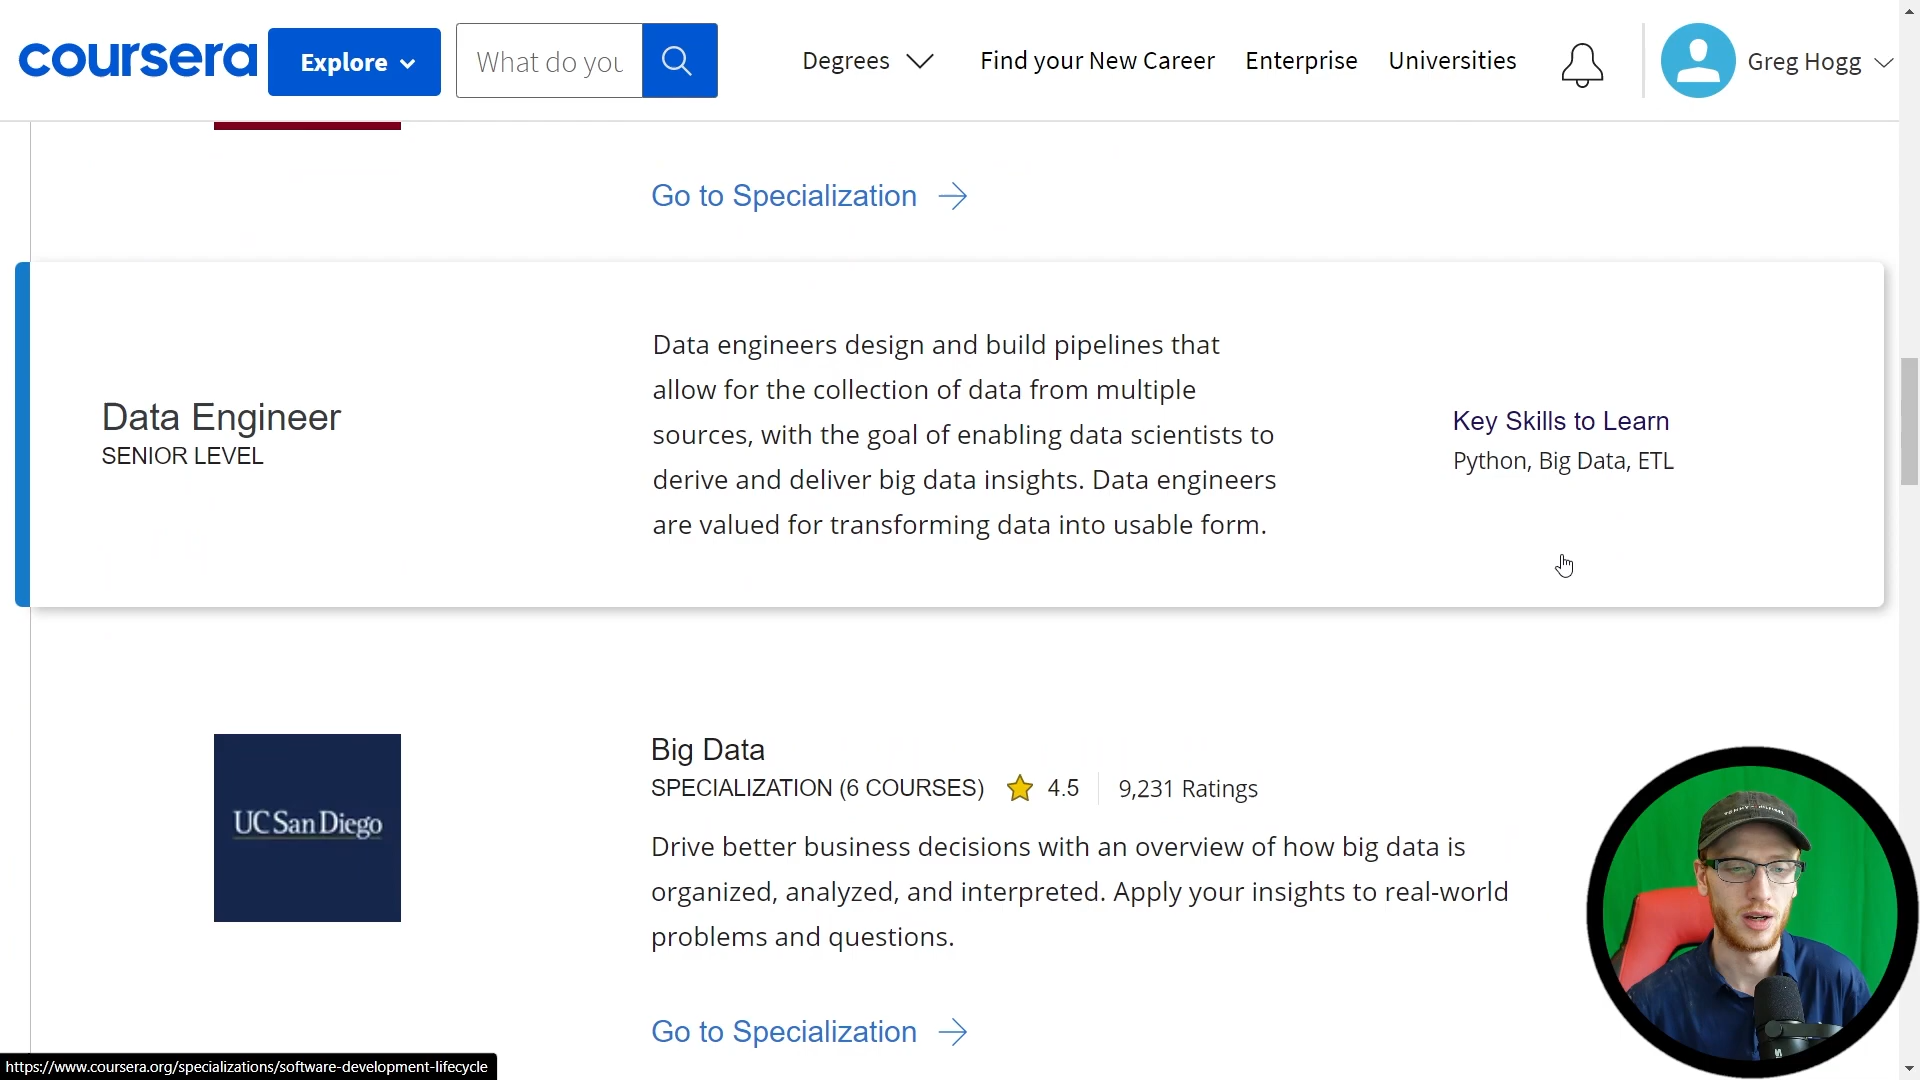 coursera
Explore
What do you
Degrees
Find your New Career
Enterprise
Universities
Greg Hogg
Go to Specialization
Data Engineer
SENIOR LEVEL
Data engineers design and build pipelines that
allow for the collection of data from multiple
sources, with the goal of enabling data scientists to
derive and deliver big data insights. Data engineers
are valued for transforming data into usable form.
Key Skills to Learn
Python, Big Data, ETL
UC San Diego
Big Data
SPECIALIZATION (6 COURSES)
4.5
9,231 Ratings
Drive better business decisions with an overview of how big data is
organized, analyzed, and interpreted. Apply your insights to real-world
problems and questions.
Go to Specialization
TOMMY HILFIGER
https://www.coursera.org/specializations/software-development-lifecycle